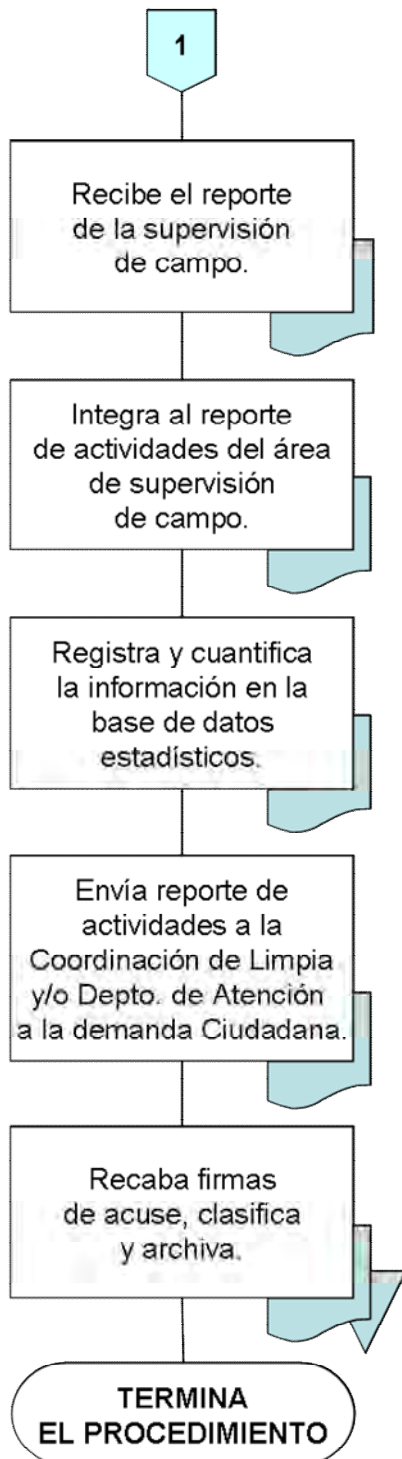 1
Recibe el reporte
de la supervisión
de campo.
Integra al reporte
de actividades del área
de supervisión
de campo.
Registra y cuantifica
la información en la
base de datos
estadísticos.
Envía reporte de
actividades a la
Coordinación de Limpia
y/o Depto. de Atención
a la demanda Ciudadana.
Recaba firmas
de acuse, clasifica
y archiva.
TERMINA
EL PROCEDIMIENTO